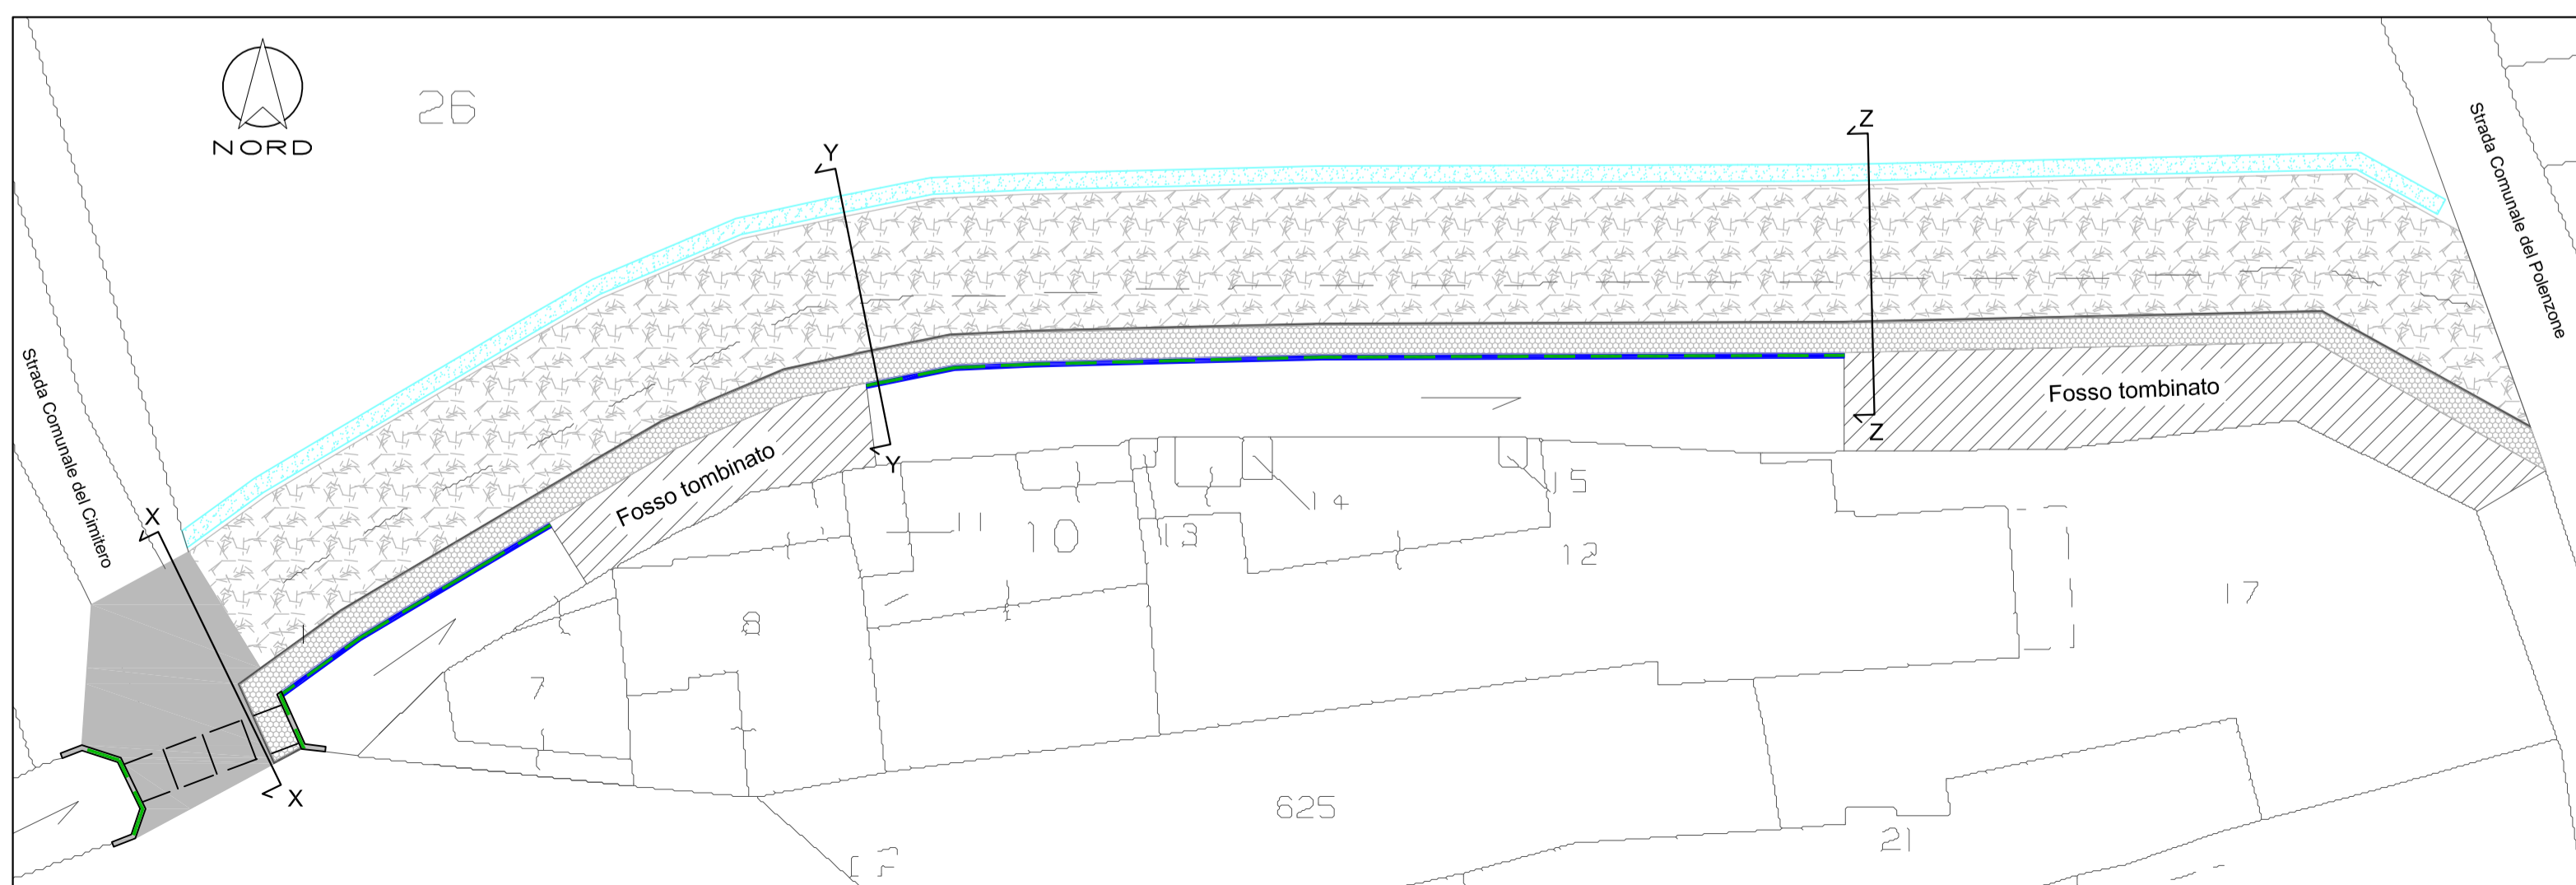 NORD
26
Strada Comunale del Cimitero
Strada Comunale del Polenzone
Y
Z
Fosso tombinato
Z
Fosso tombinato
Y
X
14
15
11
10
13
12
8
17
7
X
625
21